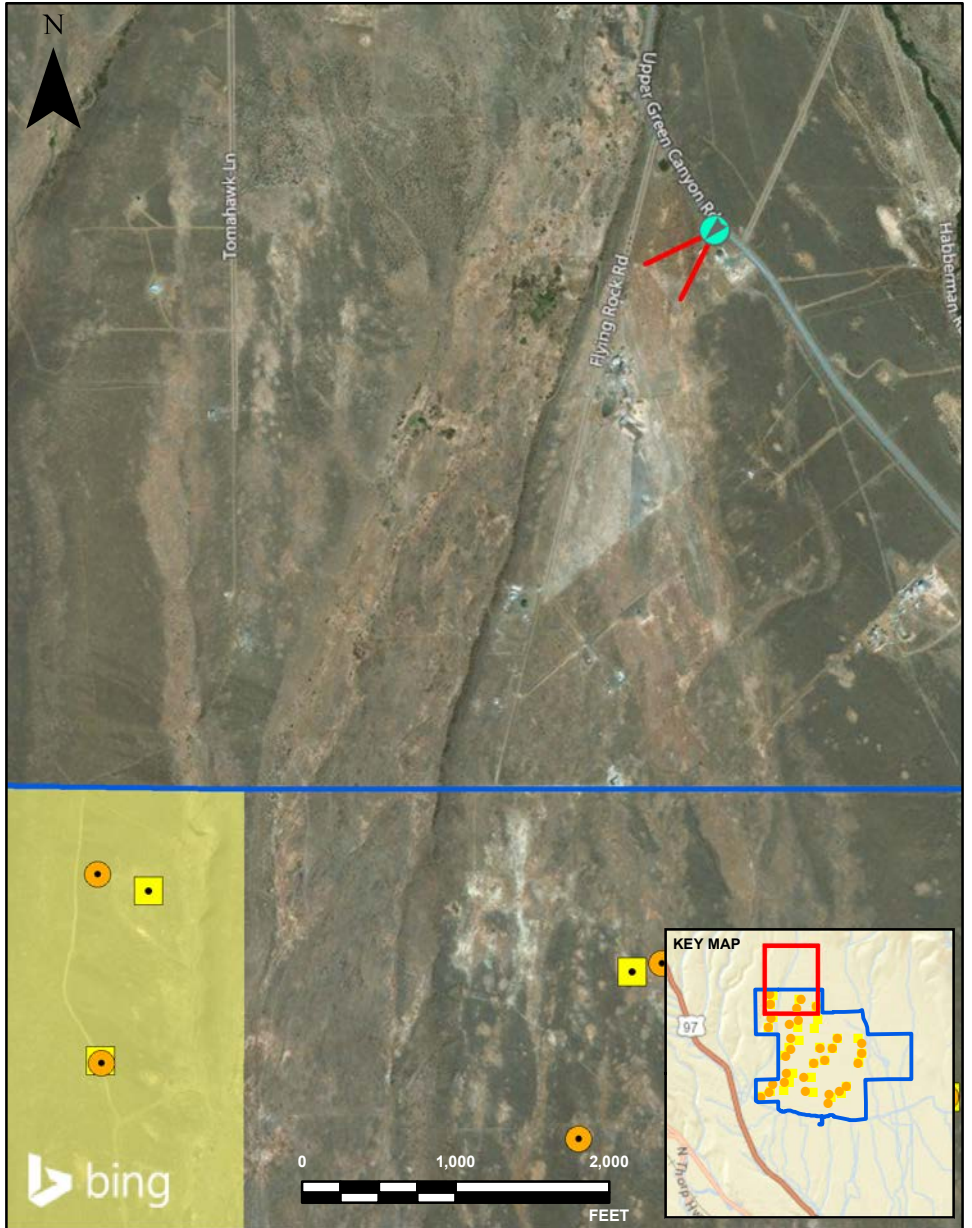 N
Upper Green Canyon Rd
Tomahawk Ln
Flying Rock Rd
Habberman
KEY MAP
97
N Thorp
bing
0 1,000 2,000
FEET